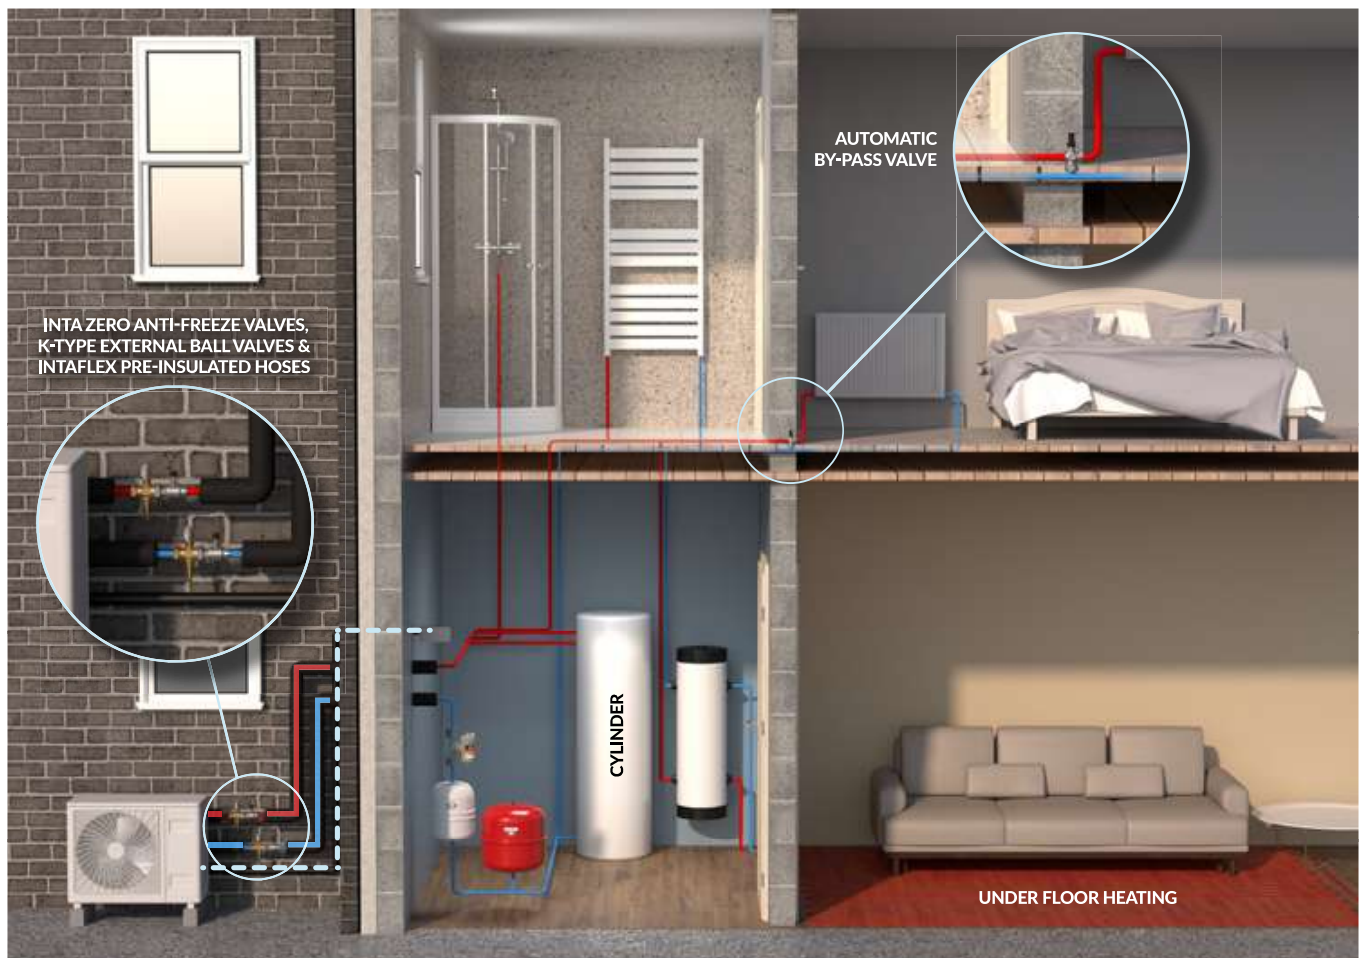 AUTOMATIC
BY-PASS VALVE
INTA ZERO ANTI-FREEZE VALVES,
K-TYPE EXTERNAL BALL VALVES &
INTAFLEX PRE-INSULATED HOSES
CYLINDER
UNDER FLOOR HEATING